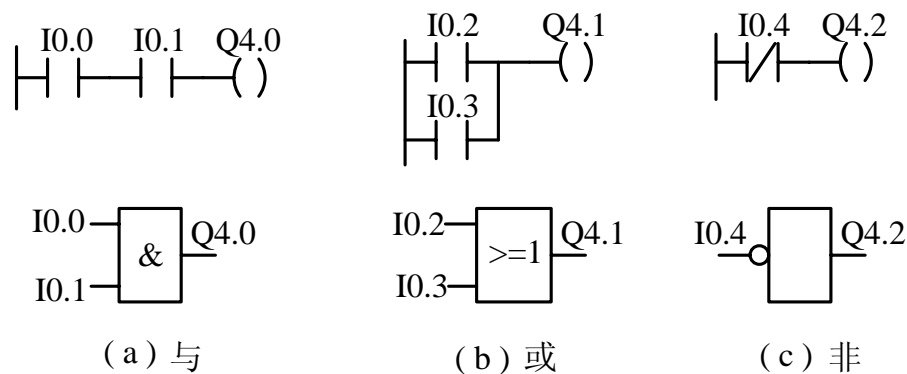 I0.0 I0.1 Q4.0
I0.2 Q4.1
I0.3
I0.4 Q4.2
I0.0
I0.1
& Q4.0
I0.2
I0.3
>=1 Q4.1
I0.4 Q4.2
(a)与
(b)或
(c)非